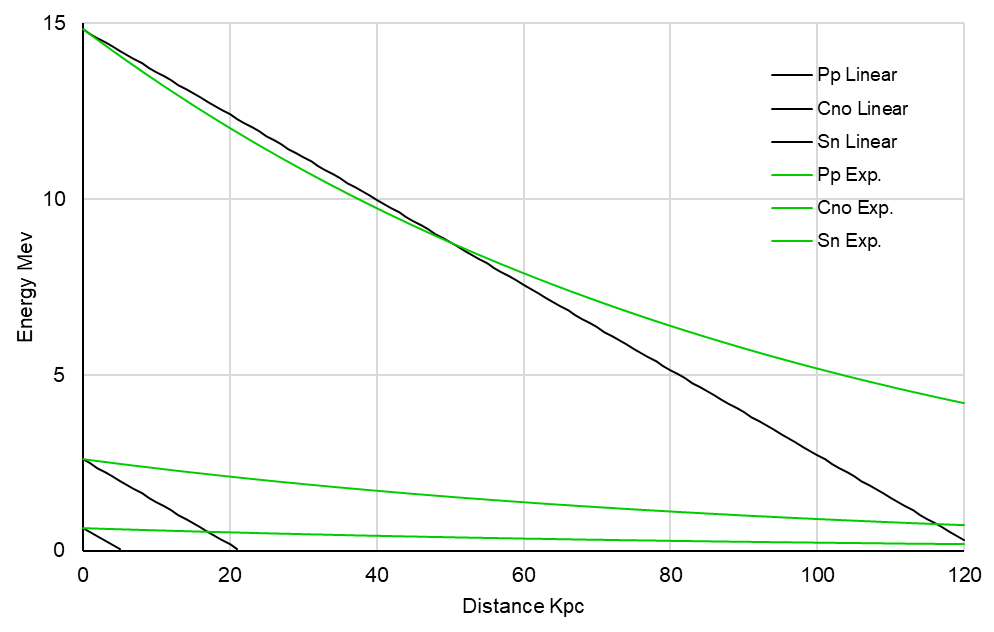 15
10
5
0
Energy Mev
0 20 40 60 80 100 120
Distance Kpc
Pp Linear
Cno Linear
Sn Linear
Pp Exp.
Cno Exp.
Sn Exp.